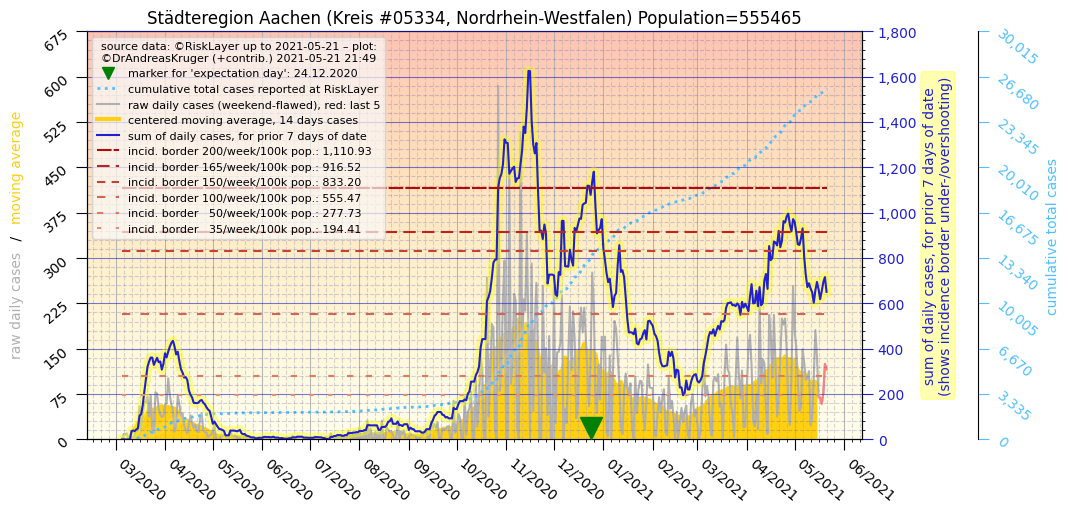 Städteregion Aachen (Kreis #05334, Nordrhein-Westfalen) Population=555465
source data: ©RiskLayer up to 2021-05-21 – plot:
©DrAndreasKruger (+contrib.) 2021-05-21 21:49
marker for 'expectation day': 24.12.2020
cumulative total cases reported at RiskLayer
raw daily cases (weekend-flawed), red: last 5
centered moving average, 14 days cases
sum of daily cases, for prior 7 days of date
incid. border 200/week/100k pop.: 1,110.93
incid. border 165/week/100k pop.: 916.52
incid. border 150/week/100k pop.: 833.20
incid. border 100/week/100k pop.: 555.47
incid. border   50/week/100k pop.: 277.73
incid. border   35/week/100k pop.: 194.41
raw daily cases / moving average
675
600
525
450
375
300
225
150
75
0
03/2020
04/2020
05/2020
06/2020
07/2020
08/2020
09/2020
10/2020
11/2020
12/2020
01/2021
02/2021
03/2021
04/2021
05/2021
06/2021
1,800
1,600
1,400
1,200
1,000
800
600
400
200
0
sum of daily cases, for prior 7 days of date
(shows incidence border under-/overshooting)
30,015
26,680
23,345
20,010
16,675
13,340
10,005
6,670
3,335
0
cumulative total cases